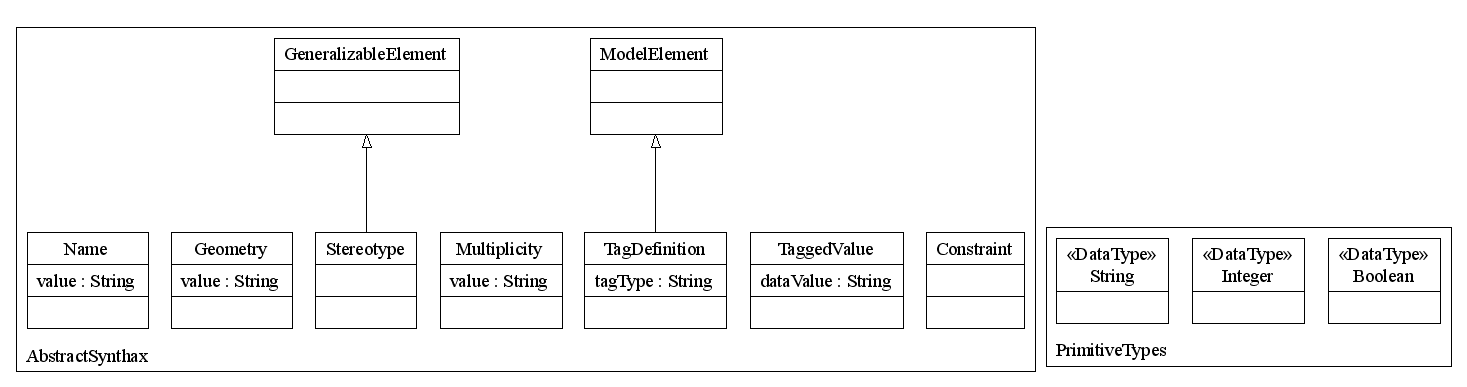 GeneralizableElement
ModelElement
Name
value : String
Geometry
value : String
Stereotype
Multiplicity
value : String
TagDefinition
tagType : String
TaggedValue
dataValue : String
Constraint
AbstractSynthax
«DataType»
String
«DataType»
Integer
«DataType»
Boolean
PrimitiveTypes